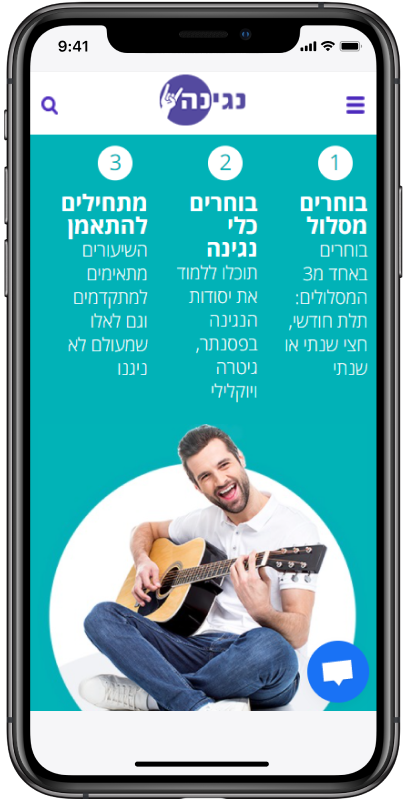 9:41
נגינה
1
בוחרים
מסלול
בוחרים
באחד מ3
המסלולים:
תלת חודשי,
חצי שנתי או
שנתי
2
בוחרים
כלי
נגינה
תוכלו ללמוד
את יסודות
הנגינה
בפסנתר,
גיטרה
ויוקלילי
3
מתחילים
להתאמן
השיעורים
מתאימים
למתקדמים
וגם לאלו
שמעולם לא
ניגנו